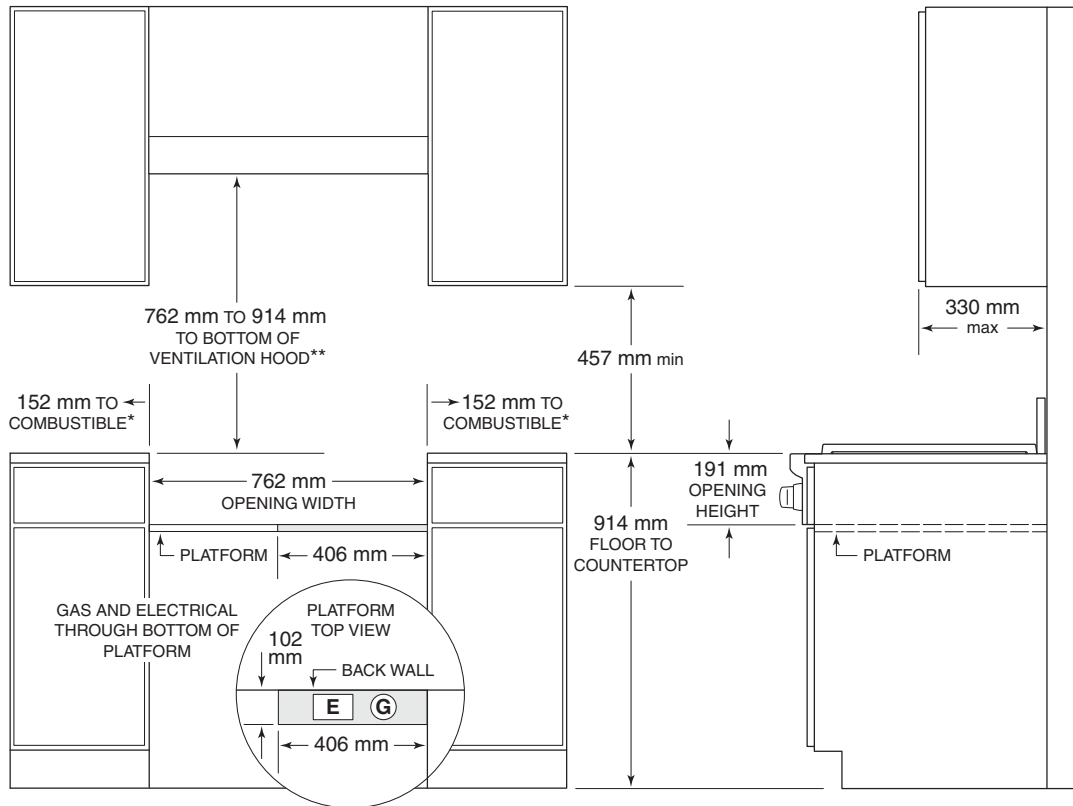 762 mm TO 914 mm
TO BOTTOM OF
VENTILATION HOOD**
330 mm
max
457 mm min
152 mm TO
COMBUSTIBLE*
152 mm TO
COMBUSTIBLE*
762 mm
OPENING WIDTH
191 mm
OPENING
HEIGHT
914 mm
FLOOR TO
COUNTERTOP
PLATFORM
406 mm
PLATFORM
GAS AND ELECTRICAL
THROUGH BOTTOM OF
PLATFORM
PLATFORM
TOP VIEW
102
mm
BACK WALL
E G
406 mm